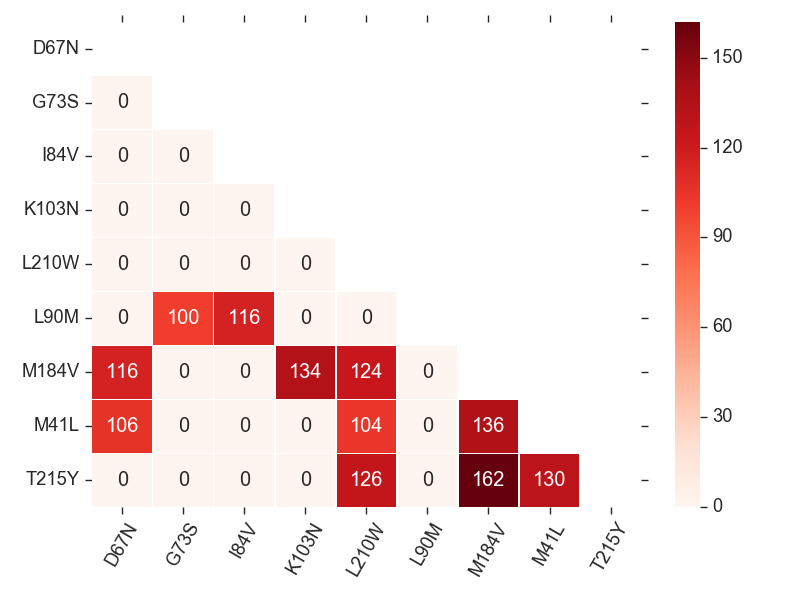 D67N
G73S 0
I84V 0 0
K103N 0 0 0
L210W 0 0 0 0
L90M 0 100 116 0 0
M184V 116 0 0 134 124 0
M41L 106 0 0 0 104 0 136
T215Y 0 0 0 0 126 0 162 130
D67N G73S I84V K103N L210W L90M M184V M41L T215Y
150
120
90
60
30
0